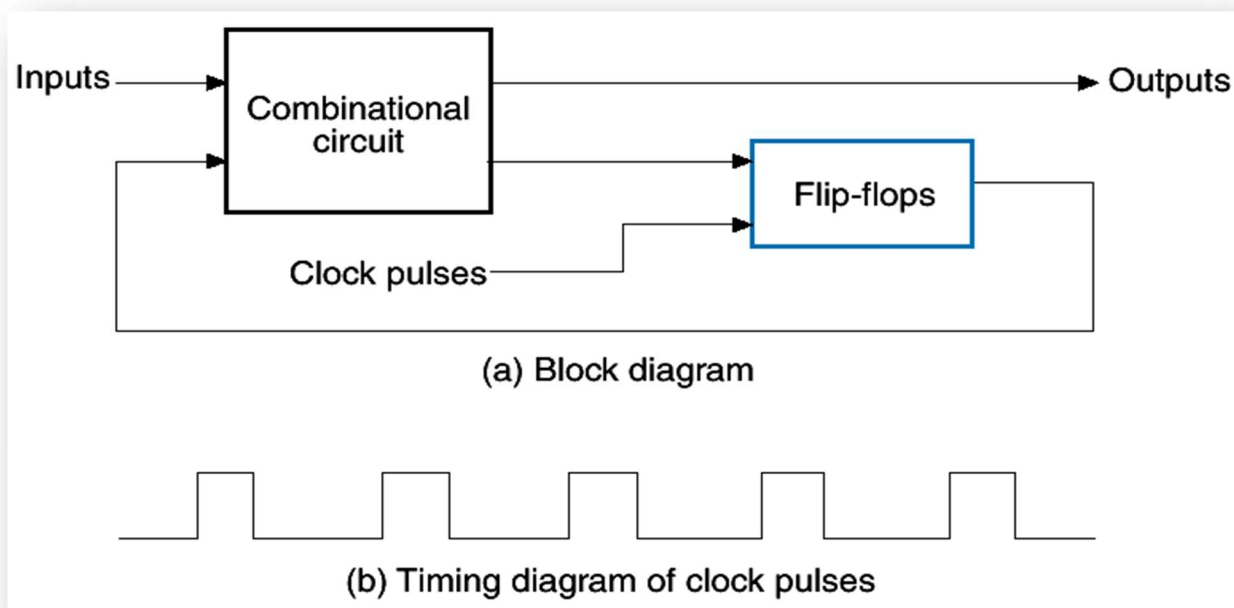 Inputs
Combinational
circuit
Outputs
Flip-flops
Clock pulses
(a) Block diagram
(b) Timing diagram of clock pulses